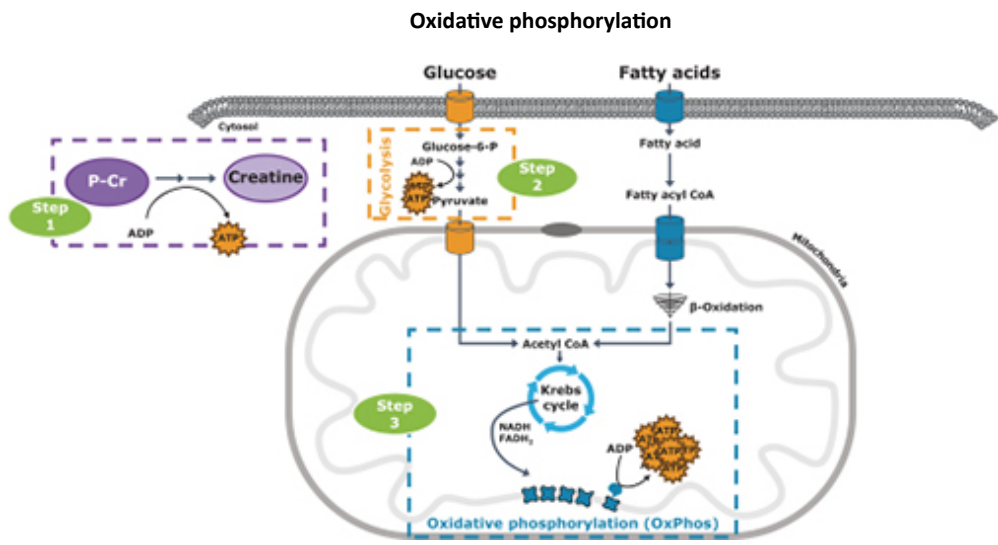 Oxidative phosphorylation
Glucose
Fatty acids
Cytosol
P-Cr
Creatine
Step
1
ADP
ATP
Glycolysis
Glucose-6-P
ADP
ATP
Pyruvate
Step
2
Fatty acid
Fatty acyl CoA
Mitochondria
β-Oxidation
Acetyl CoA
Krebs
cycle
Step
3
NADH
FADH₂
ADP
ATP
ATP
ATP
Oxidative phosphorylation (OxPhos)